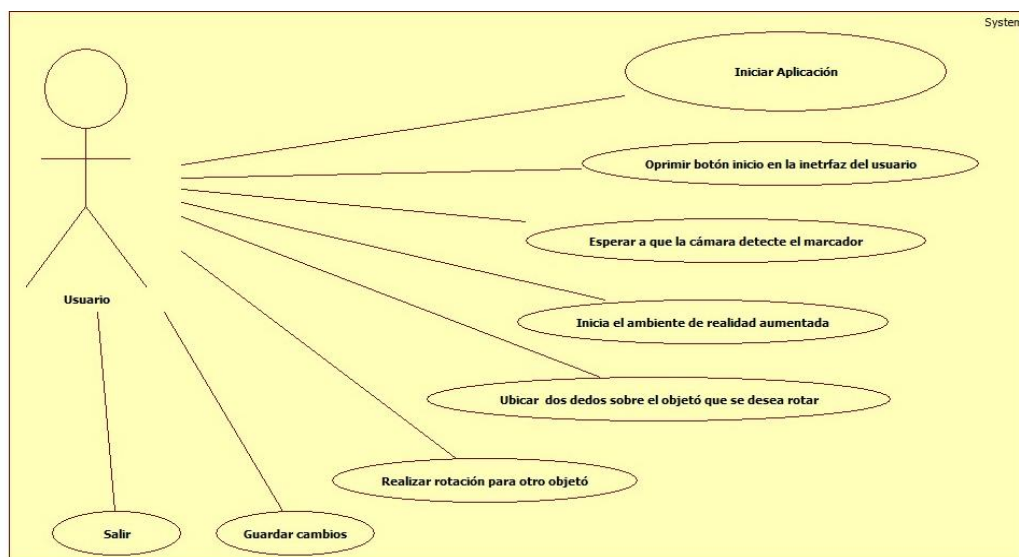 System
Iniciar Aplicación
Oprimir botón inicio en la inetrfaz del usuario
Esperar a que la cámara detecte el marcador
Usuario
Inicia el ambiente de realidad aumentada
Ubicar dos dedos sobre el objetó que se desea rotar
Realizar rotación para otro objetó
Salir
Guardar cambios